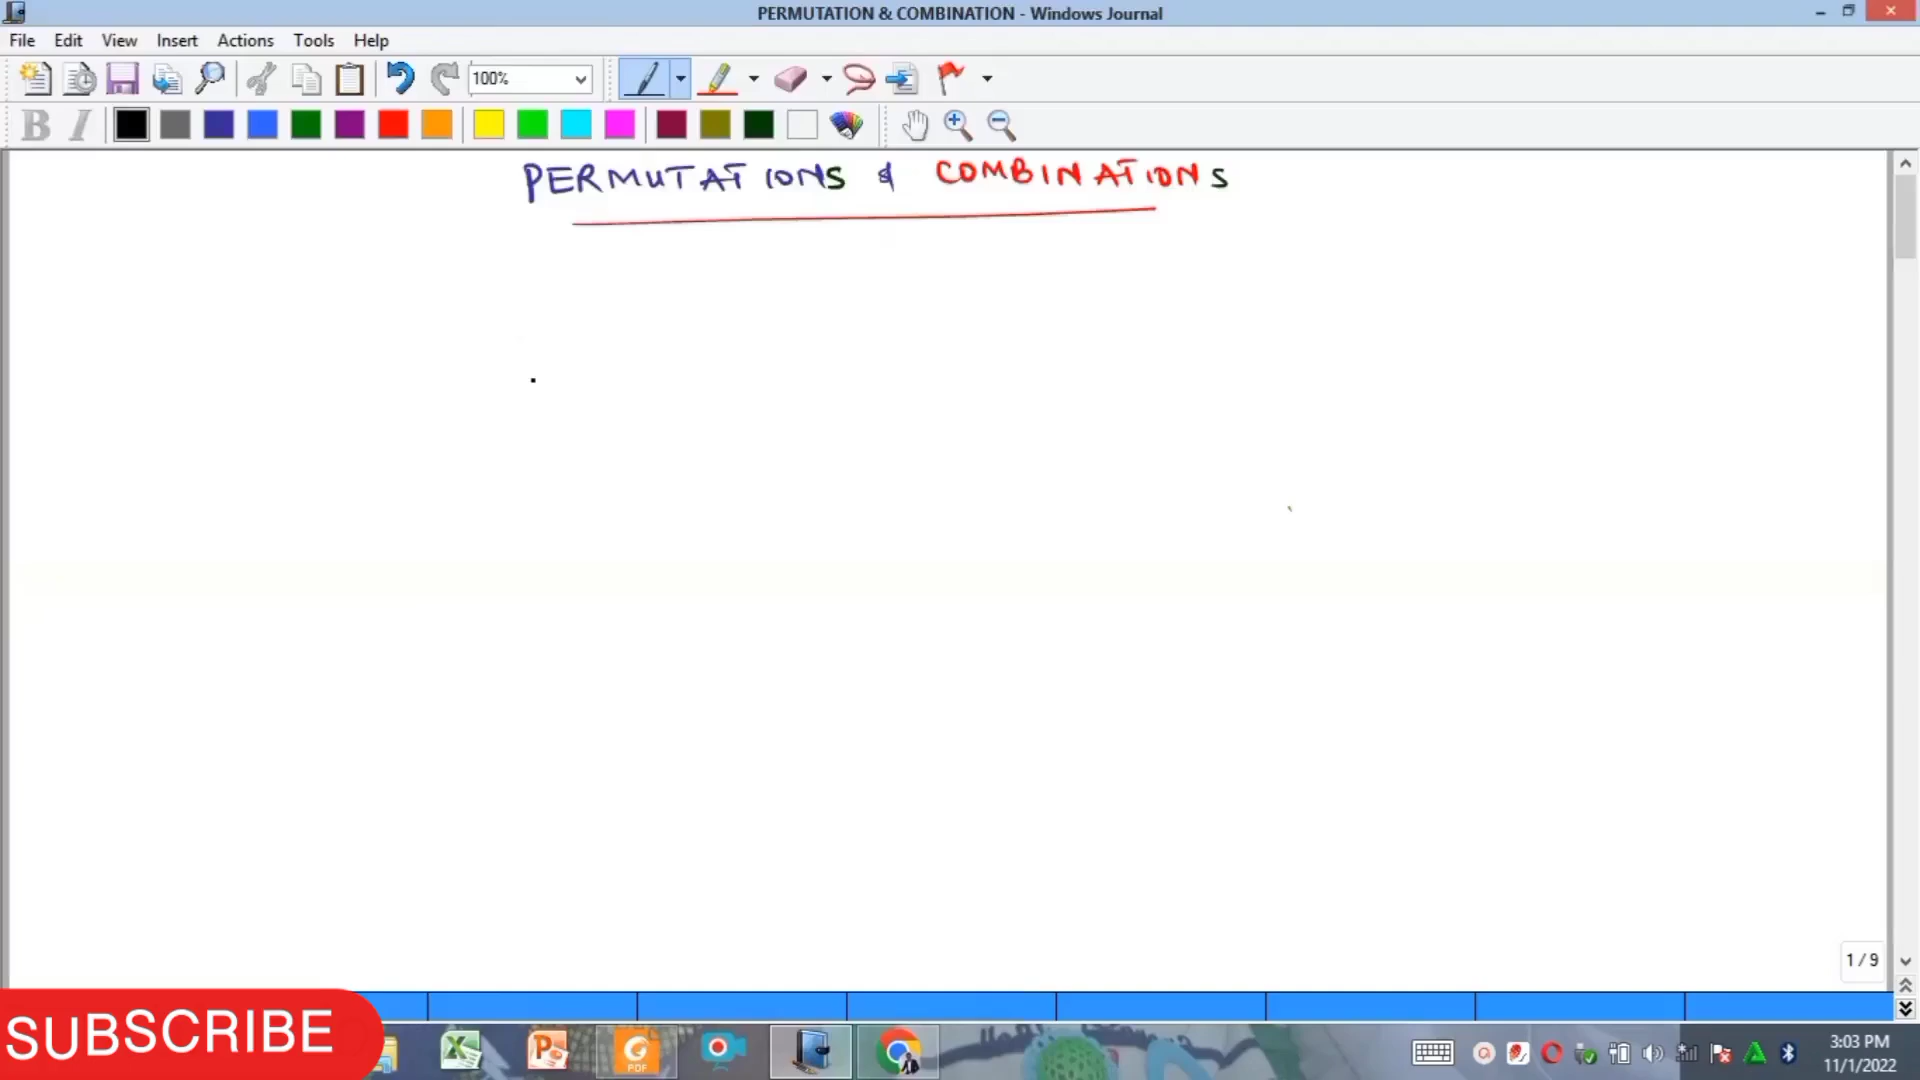 PERMUTATION & COMBINATION - Windows Journal
File Edit View Insert Actions Tools Help
100%
B I
PERMUTATIONS & COMBINATIONS
1 / 9
SUBSCRIBE
PDF
3:03 PM
11/1/2022